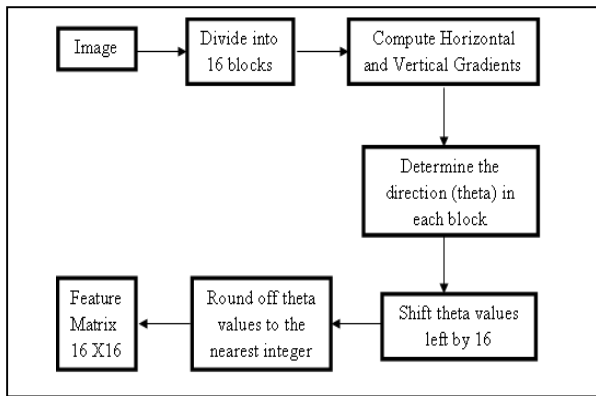 Image
Divide into
16 blocks
Compute Horizontal
and Vertical Gradients
Determine the
direction (theta) in
each block
Shift theta values
left by 16
Round off theta
values to the
nearest integer
Feature
Matrix
16 X16